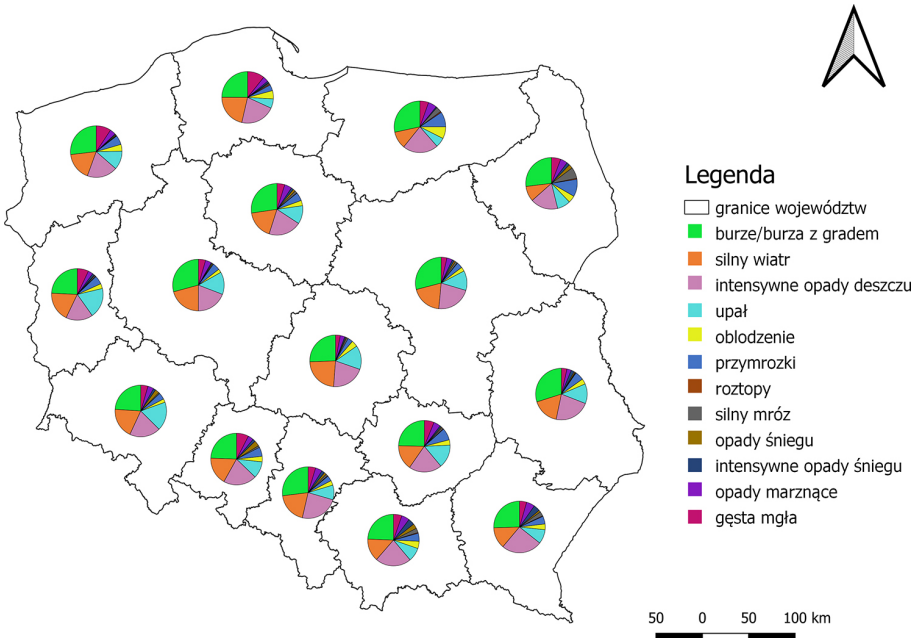 Legenda
granice województw
burze/burza z gradem
silny wiatr
intensywne opady deszczu
upał
oblodzenie
przymrozki
roztopy
silny mróz
opady śniegu
intensywne opady śniegu
opady marznące
gęsta mgła
50 0 50 100 km